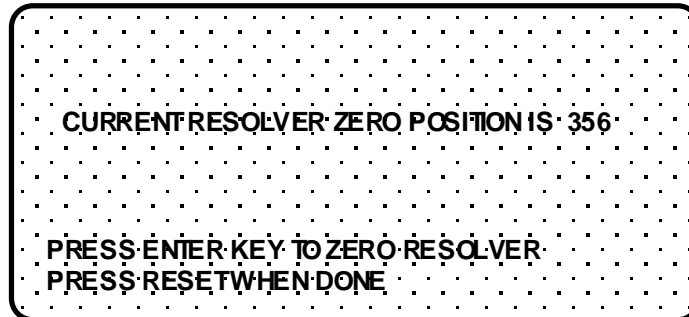 CURRENT RESOLVER ZERO POSITION IS 356
PRESS ENTER KEY TO ZERO RESOLVER
PRESS RESET WHEN DONE